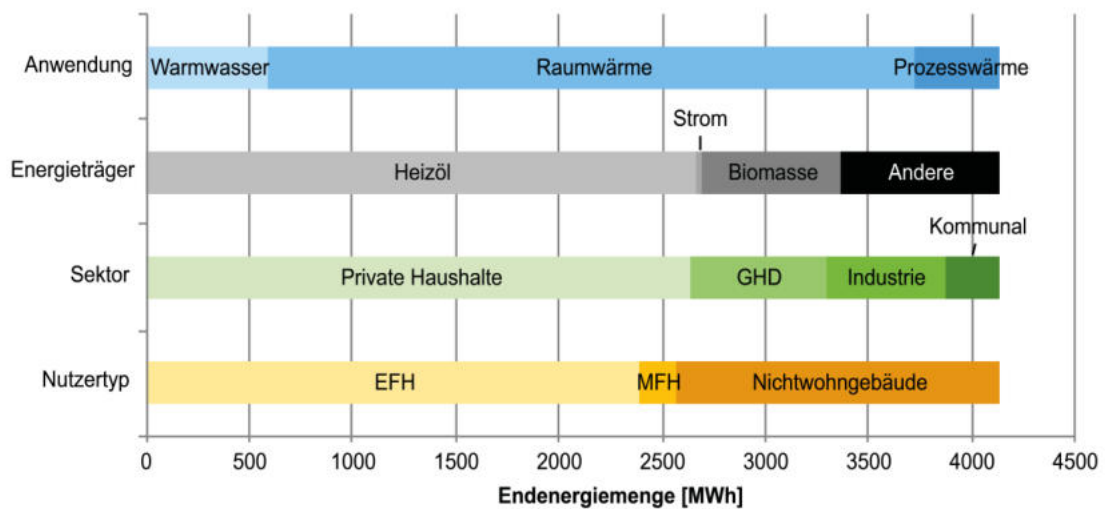 Anwendung
Warmwasser
Raumwärme
Prozesswärme
Strom
Energieträger
Heizöl
Biomasse
Andere
Kommunal
Sektor
Private Haushalte
GHD
Industrie
Nutzertyp
EFH
MFH
Nichtwohngebäude
0 500 1000 1500 2000 2500 3000 3500 4000 4500
Endenergiemenge [MWh]